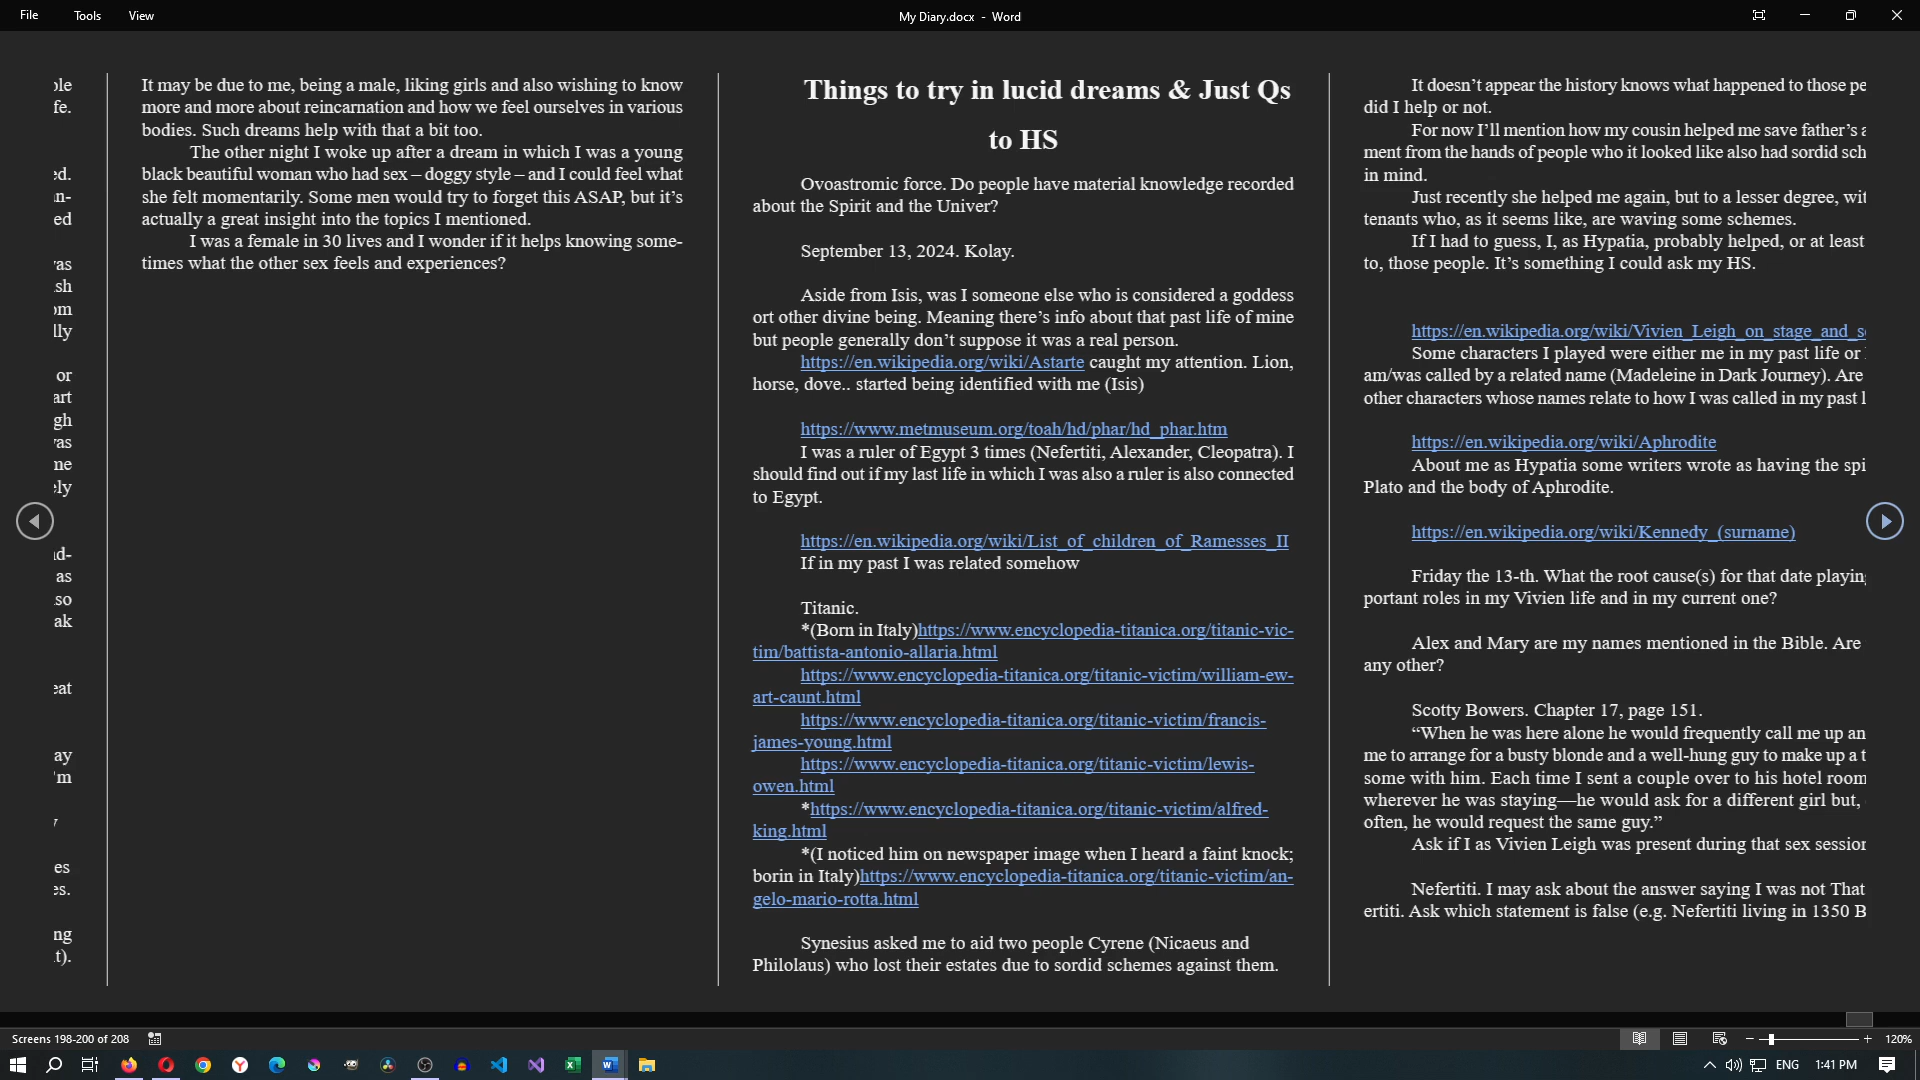 File Tools View My Diary.docx - Word
ple
fe.
ed.
an-
ed
as
sh
om
lly
or
art
gh
as
me
ely
nd-
as
so
ak
eat
ay
'm
y
es
es.
ng
t).
It may be due to me, being a male, liking girls and also wishing to know
more and more about reincarnation and how we feel ourselves in various
bodies. Such dreams help with that a bit too.
The other night I woke up after a dream in which I was a young
black beautiful woman who had sex – doggy style – and I could feel what
she felt momentarily. Some men would try to forget this ASAP, but it’s
actually a great insight into the topics I mentioned.
I was a female in 30 lives and I wonder if it helps knowing some-
times what the other sex feels and experiences?
Things to try in lucid dreams & Just Qs
to HS
Ovoastromic force. Do people have material knowledge recorded
about the Spirit and the Univer?
September 13, 2024. Kolay.
Aside from Isis, was I someone else who is considered a goddess
ort other divine being. Meaning there’s info about that past life of mine
but people generally don’t suppose it was a real person.
https://en.wikipedia.org/wiki/Astarte caught my attention. Lion,
horse, dove.. started being identified with me (Isis)
https://www.metmuseum.org/toah/hd/phar/hd_phar.htm
I was a ruler of Egypt 3 times (Nefertiti, Alexander, Cleopatra). I
should find out if my last life in which I was also a ruler is also connected
to Egypt.
https://en.wikipedia.org/wiki/List_of_children_of_Ramesses_II
If in my past I was related somehow
Titanic.
*(Born in Italy)https://www.encyclopedia-titanica.org/titanic-vic-
tim/battista-antonio-allaria.html
https://www.encyclopedia-titanica.org/titanic-victim/william-ew-
art-caunt.html
https://www.encyclopedia-titanica.org/titanic-victim/francis-
james-young.html
https://www.encyclopedia-titanica.org/titanic-victim/lewis-
owen.html
*https://www.encyclopedia-titanica.org/titanic-victim/alfred-
king.html
*(I noticed him on newspaper image when I heard a faint knock;
borin in Italy)https://www.encyclopedia-titanica.org/titanic-victim/an-
gelo-mario-rotta.html
Synesius asked me to aid two people Cyrene (Nicaeus and
Philolaus) who lost their estates due to sordid schemes against them.
It doesn’t appear the history knows what happened to those pe
did I help or not.
For now I’ll mention how my cousin helped me save father’s a
ment from the hands of people who it looked like also had sordid sch
in mind.
Just recently she helped me again, but to a lesser degree, wit
tenants who, as it seems like, are waving some schemes.
If I had to guess, I, as Hypatia, probably helped, or at least
to, those people. It’s something I could ask my HS.
https://en.wikipedia.org/wiki/Vivien_Leigh_on_stage_and_s
Some characters I played were either me in my past life or
am/was called by a related name (Madeleine in Dark Journey). Are
other characters whose names relate to how I was called in my past l
https://en.wikipedia.org/wiki/Aphrodite
About me as Hypatia some writers wrote as having the spi
Plato and the body of Aphrodite.
https://en.wikipedia.org/wiki/Kennedy_(surname)
Friday the 13-th. What the root cause(s) for that date playing
portant roles in my Vivien life and in my current one?
Alex and Mary are my names mentioned in the Bible. Are
any other?
Scotty Bowers. Chapter 17, page 151.
“When he was here alone he would frequently call me up an
me to arrange for a busty blonde and a well-hung guy to make up a t
some with him. Each time I sent a couple over to his hotel room
wherever he was staying—he would ask for a different girl but,
often, he would request the same guy.”
Ask if I as Vivien Leigh was present during that sex session
Nefertiti. I may ask about the answer saying I was not That
ertiti. Ask which statement is false (e.g. Nefertiti living in 1350 B
Screens 198-200 of 208
120%
ENG 1:41 PM